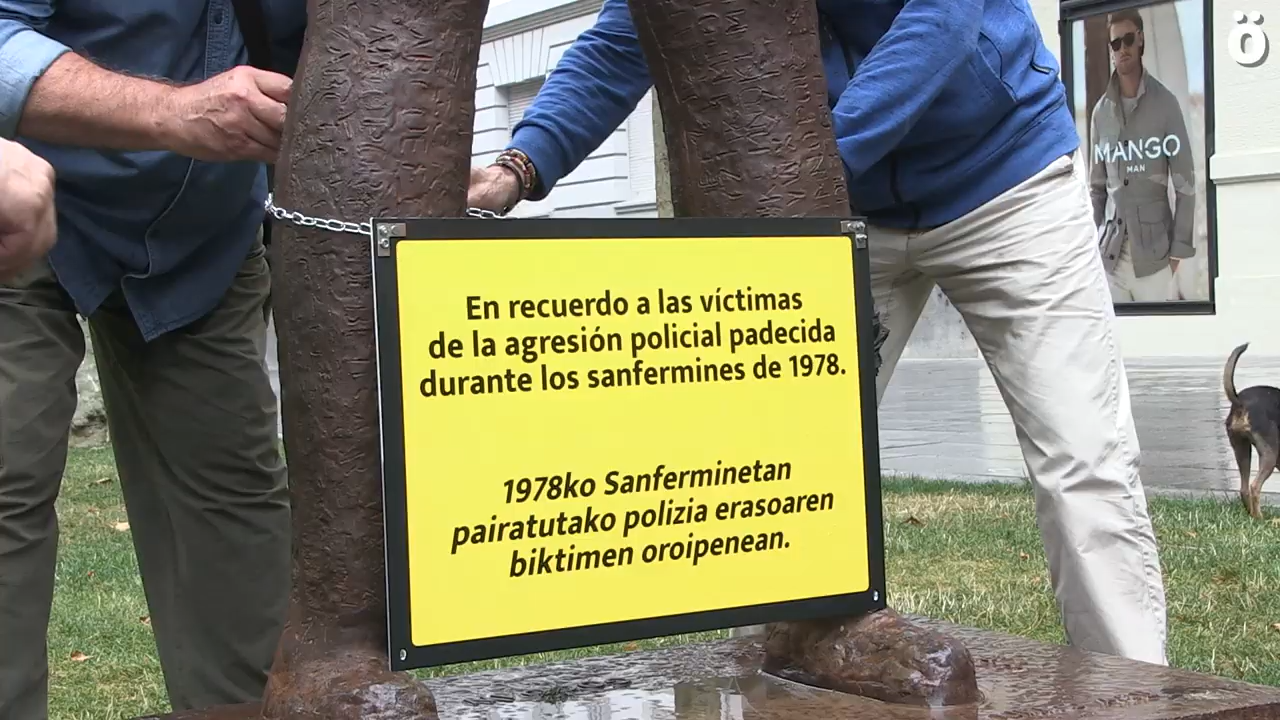 ö
MANGO
MAN
En recuerdo a las víctimas
de la agresión policial padecida
durante los sanfermines de 1978.
1978ko Sanferminetan
pairatutako polizia erasoaren
biktimen oroipenean.